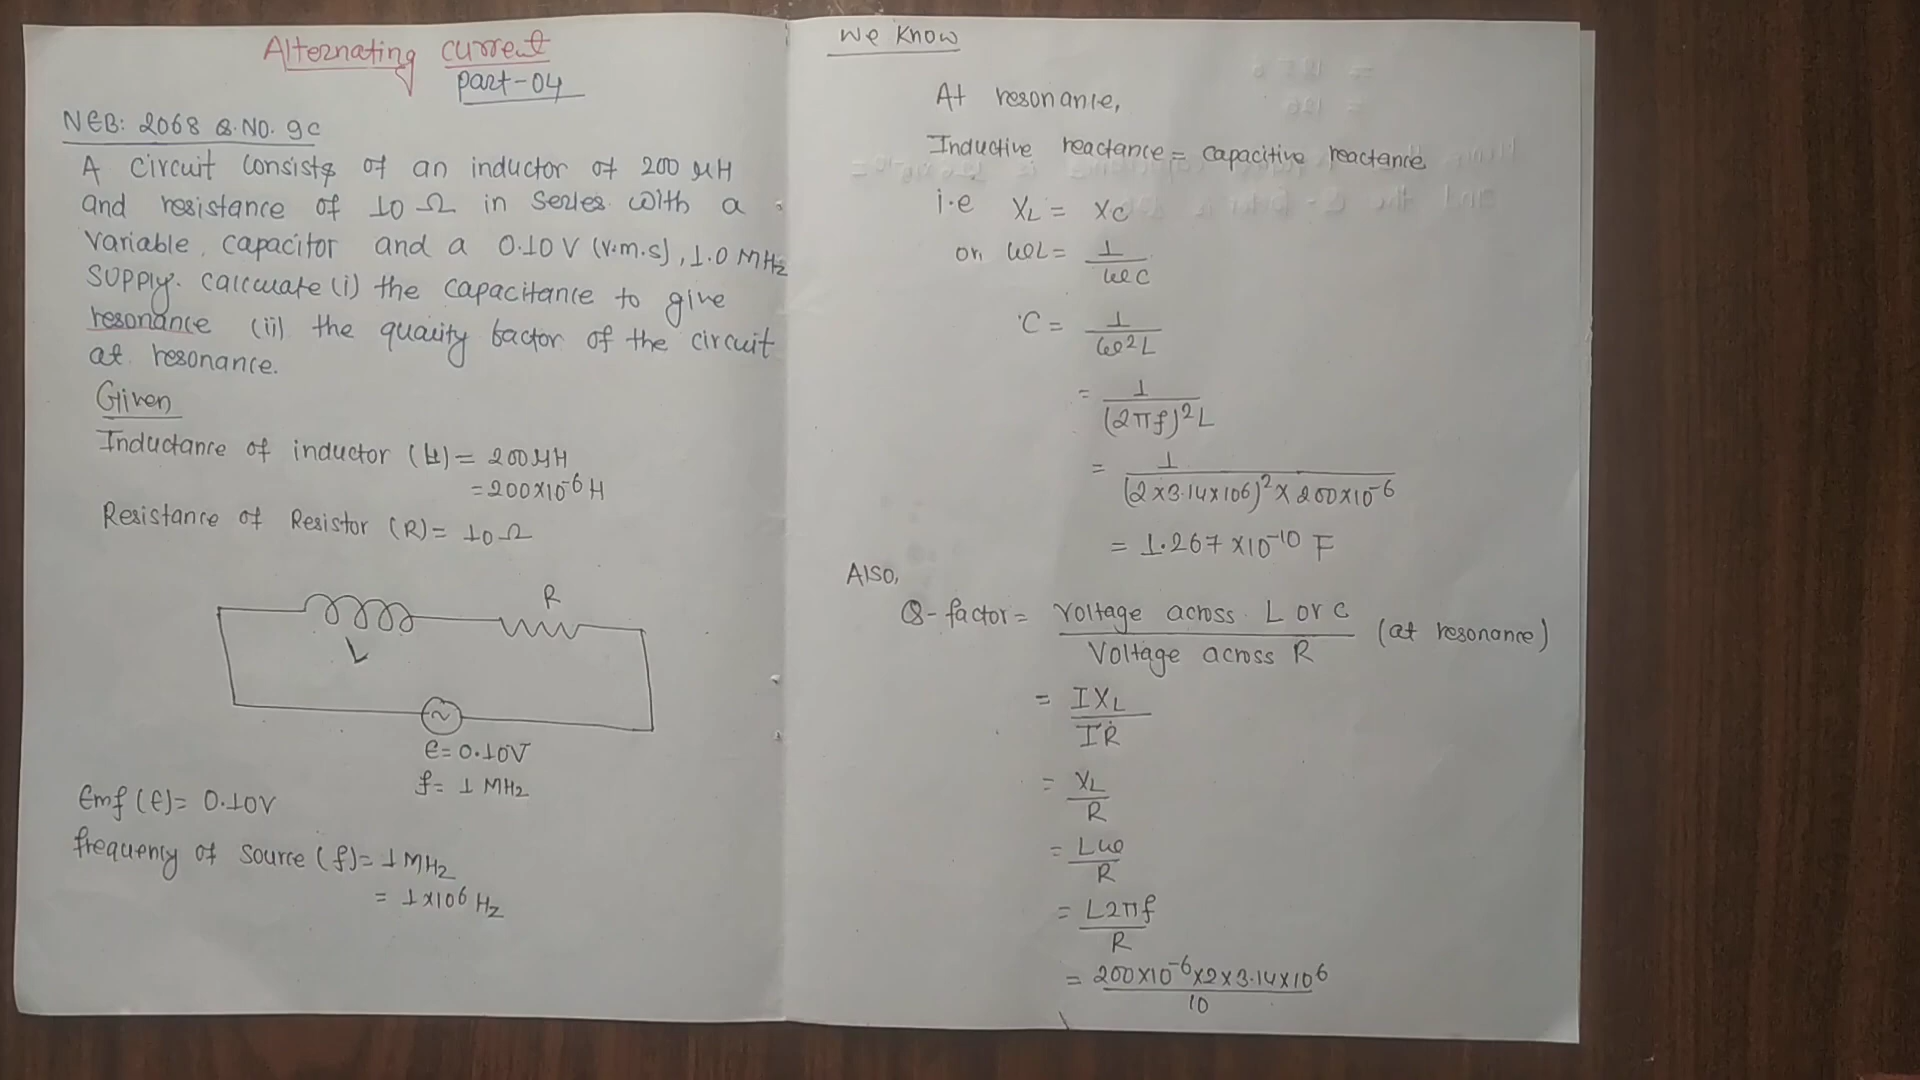 Alternating current
part-04
NEB: 2068 Q.NO. 9c
A circuit consists of an inductor of 200 μH
and resistance of 10 Ω in series with a
variable capacitor and a 0.10 V (r.m.s), 1.0 MHz
supply. calculate (i) the capacitance to give
resonance (ii) the quality factor of the circuit
at resonance.
Given
Inductance of inductor (L) = 200 μH
= 200×10⁻⁶ H
Resistance of Resistor (R) = 10 Ω
R
L
E = 0.10V
f = 1 MHz
Emf (E) = 0.10V
frequency of source (f) = 1 MHz
= 1×10⁶ Hz
We know
At resonance,
Inductive reactance = capacitive reactance
i.e XL = XC
or, ωL = 1/ωC
C = 1/ω²L
= 1/(2πf)²L
= 1/(2×3.14×10⁶)²×200×10⁻⁶
= 1.267×10⁻¹⁰ F
Also,
Q-factor = Voltage across L or C/Voltage across R (at resonance)
= IXL/IR
= XL/R
= Lω/R
= L2πf/R
= 200×10⁻⁶×2×3.14×10⁶/10